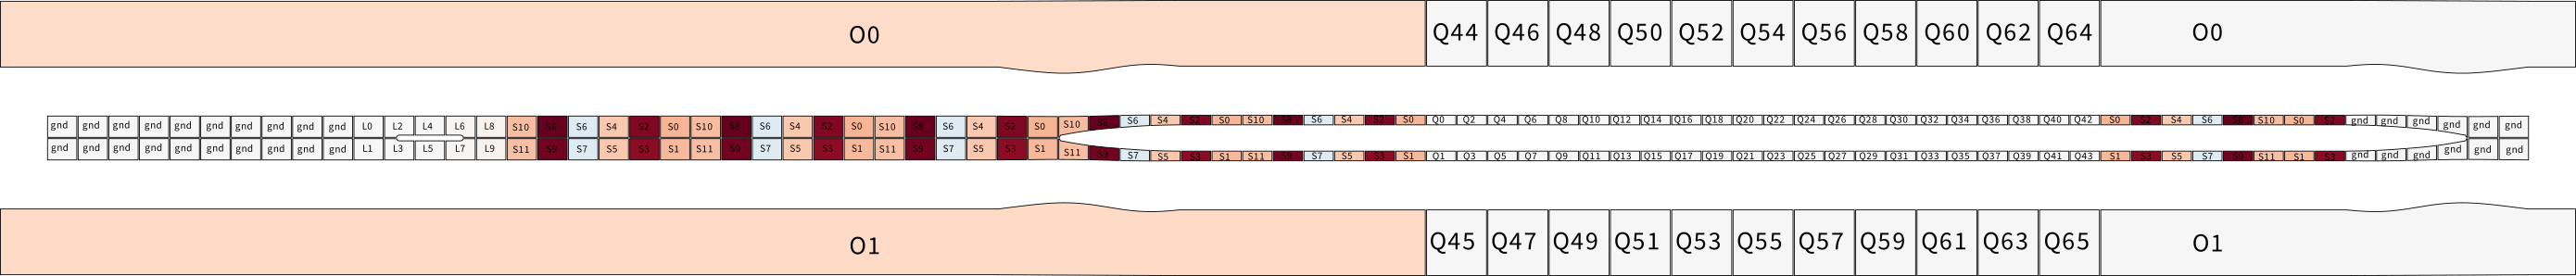 O0 Q44 Q46 Q48 Q50 Q52 Q54 Q56 Q58 Q60 Q62 Q64 O0
gnd gnd gnd gnd gnd gnd gnd gnd gnd gnd L0 L2 L4 L6 L8 S10 S8 S6 S4 S2 S0 S10 S8 S6 S4 S2 S0 S10 S8 S6 S4 S2 S0 S10 S8 S6 S4 S2 S0 S10 S8 S6 S4 S2 S0 Q0 Q2 Q4 Q6 Q8 Q10 Q12 Q14 Q16 Q18 Q20 Q22 Q24 Q26 Q28 Q30 Q32 Q34 Q36 Q38 Q40 Q42 S0 S2 S4 S6 S8 S10 S0 S2 gnd gnd gnd gnd gnd gnd
gnd gnd gnd gnd gnd gnd gnd gnd gnd gnd L1 L3 L5 L7 L9 S11 S9 S7 S5 S3 S1 S11 S9 S7 S5 S3 S1 S11 S9 S7 S5 S3 S1 S11 S9 S7 S5 S3 S1 S11 S9 S7 S5 S3 S1 Q1 Q3 Q5 Q7 Q9 Q11 Q13 Q15 Q17 Q19 Q21 Q23 Q25 Q27 Q29 Q31 Q33 Q35 Q37 Q39 Q41 Q43 S1 S3 S5 S7 S9 S11 S1 S3 gnd gnd gnd gnd gnd gnd
O1 Q45 Q47 Q49 Q51 Q53 Q55 Q57 Q59 Q61 Q63 Q65 O1